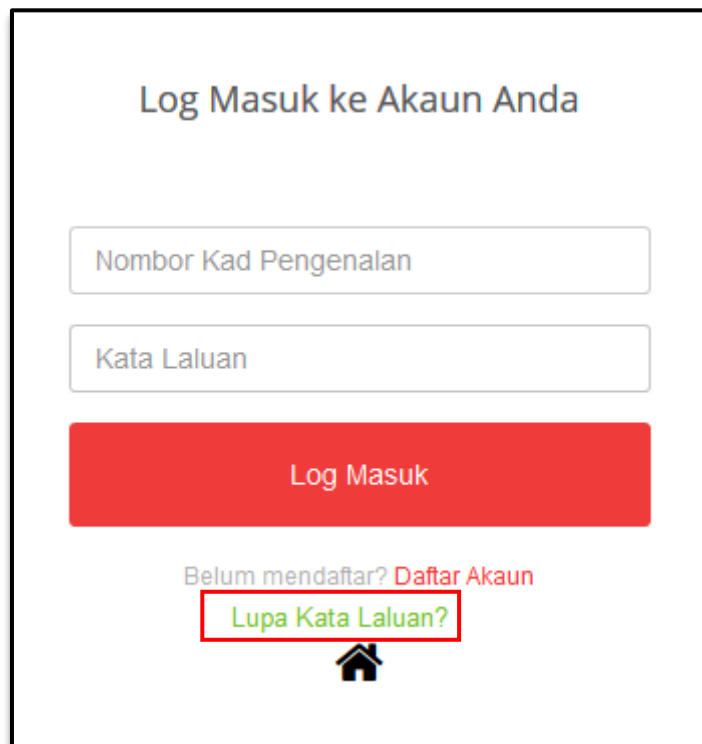 Log Masuk ke Akaun Anda
Nombor Kad Pengenalan
Kata Laluan
Log Masuk
Belum mendaftar? Daftar Akaun
Lupa Kata Laluan?